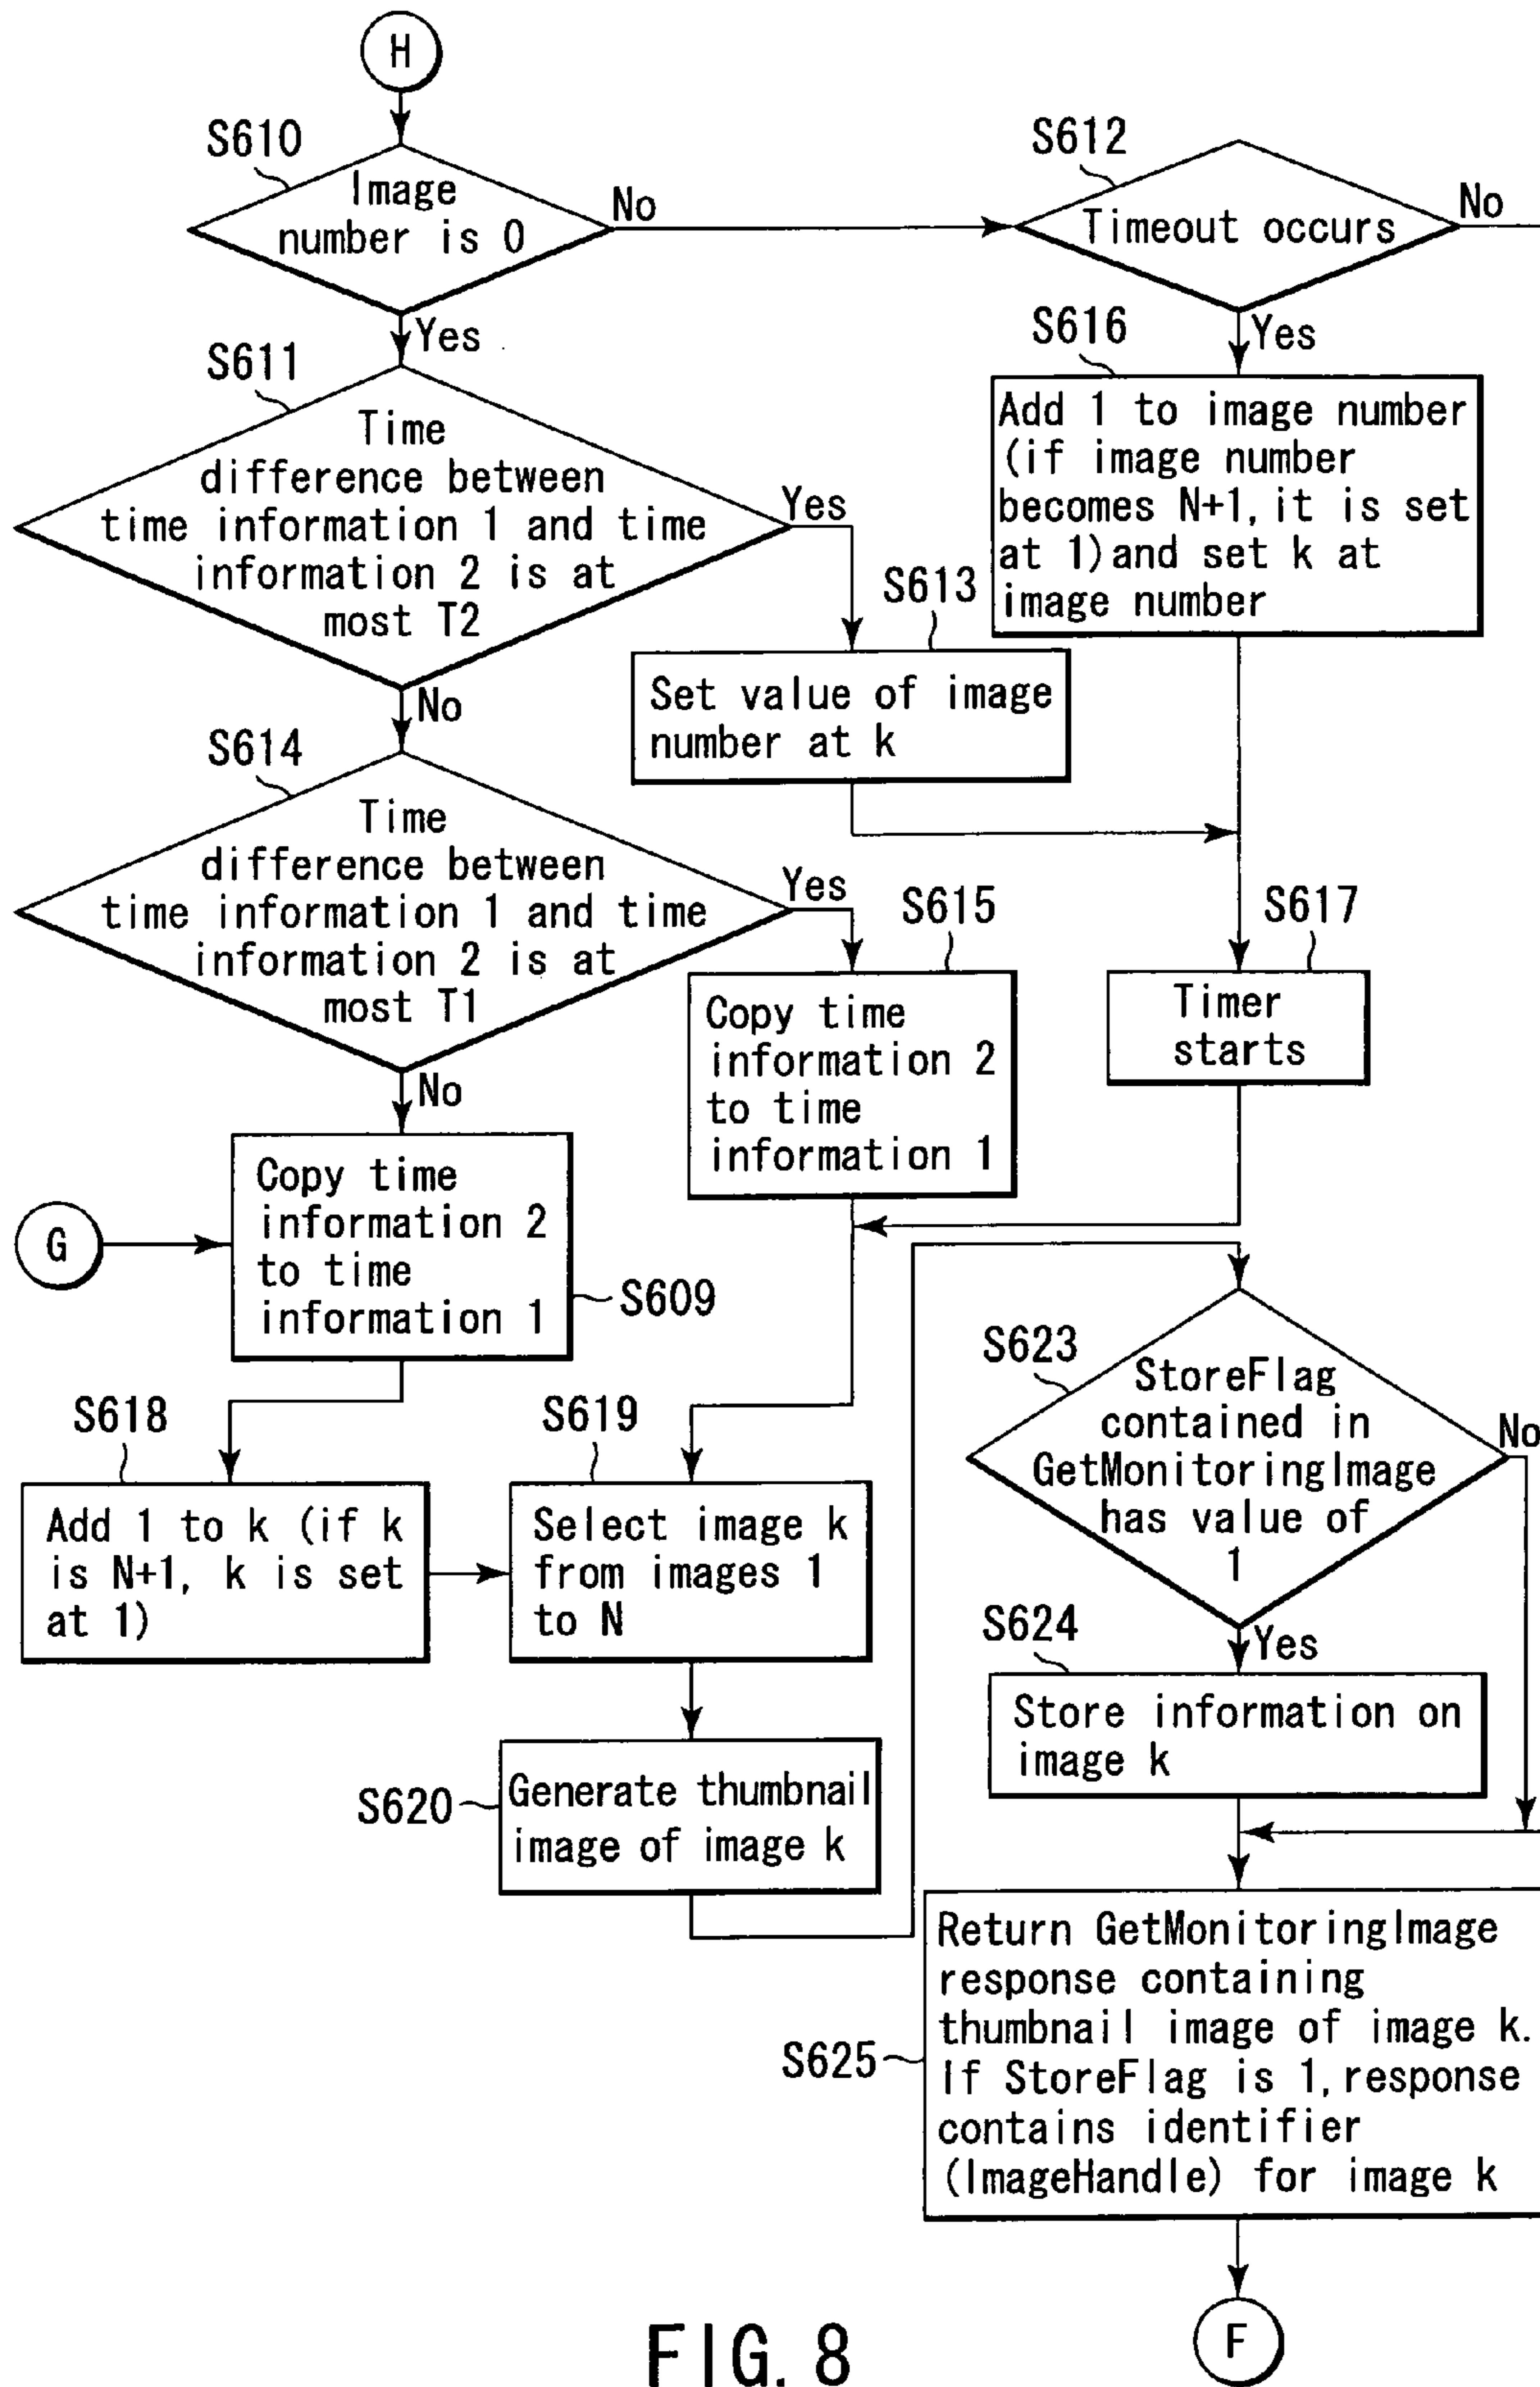 H
S610
Image
number is 0
No
Yes
S612
Timeout occurs
No
Yes
S611
Time
difference between
time information 1 and time
information 2 is at
most T2
Yes
No
S616
Add 1 to image number
(if image number
becomes N+1, it is set
at 1) and set k at
image number
S613
Set value of image
number at k
S614
Time
difference between
time information 1 and time
information 2 is at
most T1
Yes
No
S615
Copy time
information 2
to time
information 1
S617
Timer
starts
G
Copy time
information 2
to time
information 1
S609
S618
Add 1 to k (if k
is N+1, k is set
at 1)
S619
Select image k
from images 1
to N
S620
Generate thumbnail
image of image k
S623
StoreFlag
contained in
GetMonitoringImage
has value of
1
No
Yes
S624
Store information on
image k
S625
Return GetMonitoringImage
response containing
thumbnail image of image k.
If StoreFlag is 1, response
contains identifier
(ImageHandle) for image k
F
FIG. 8